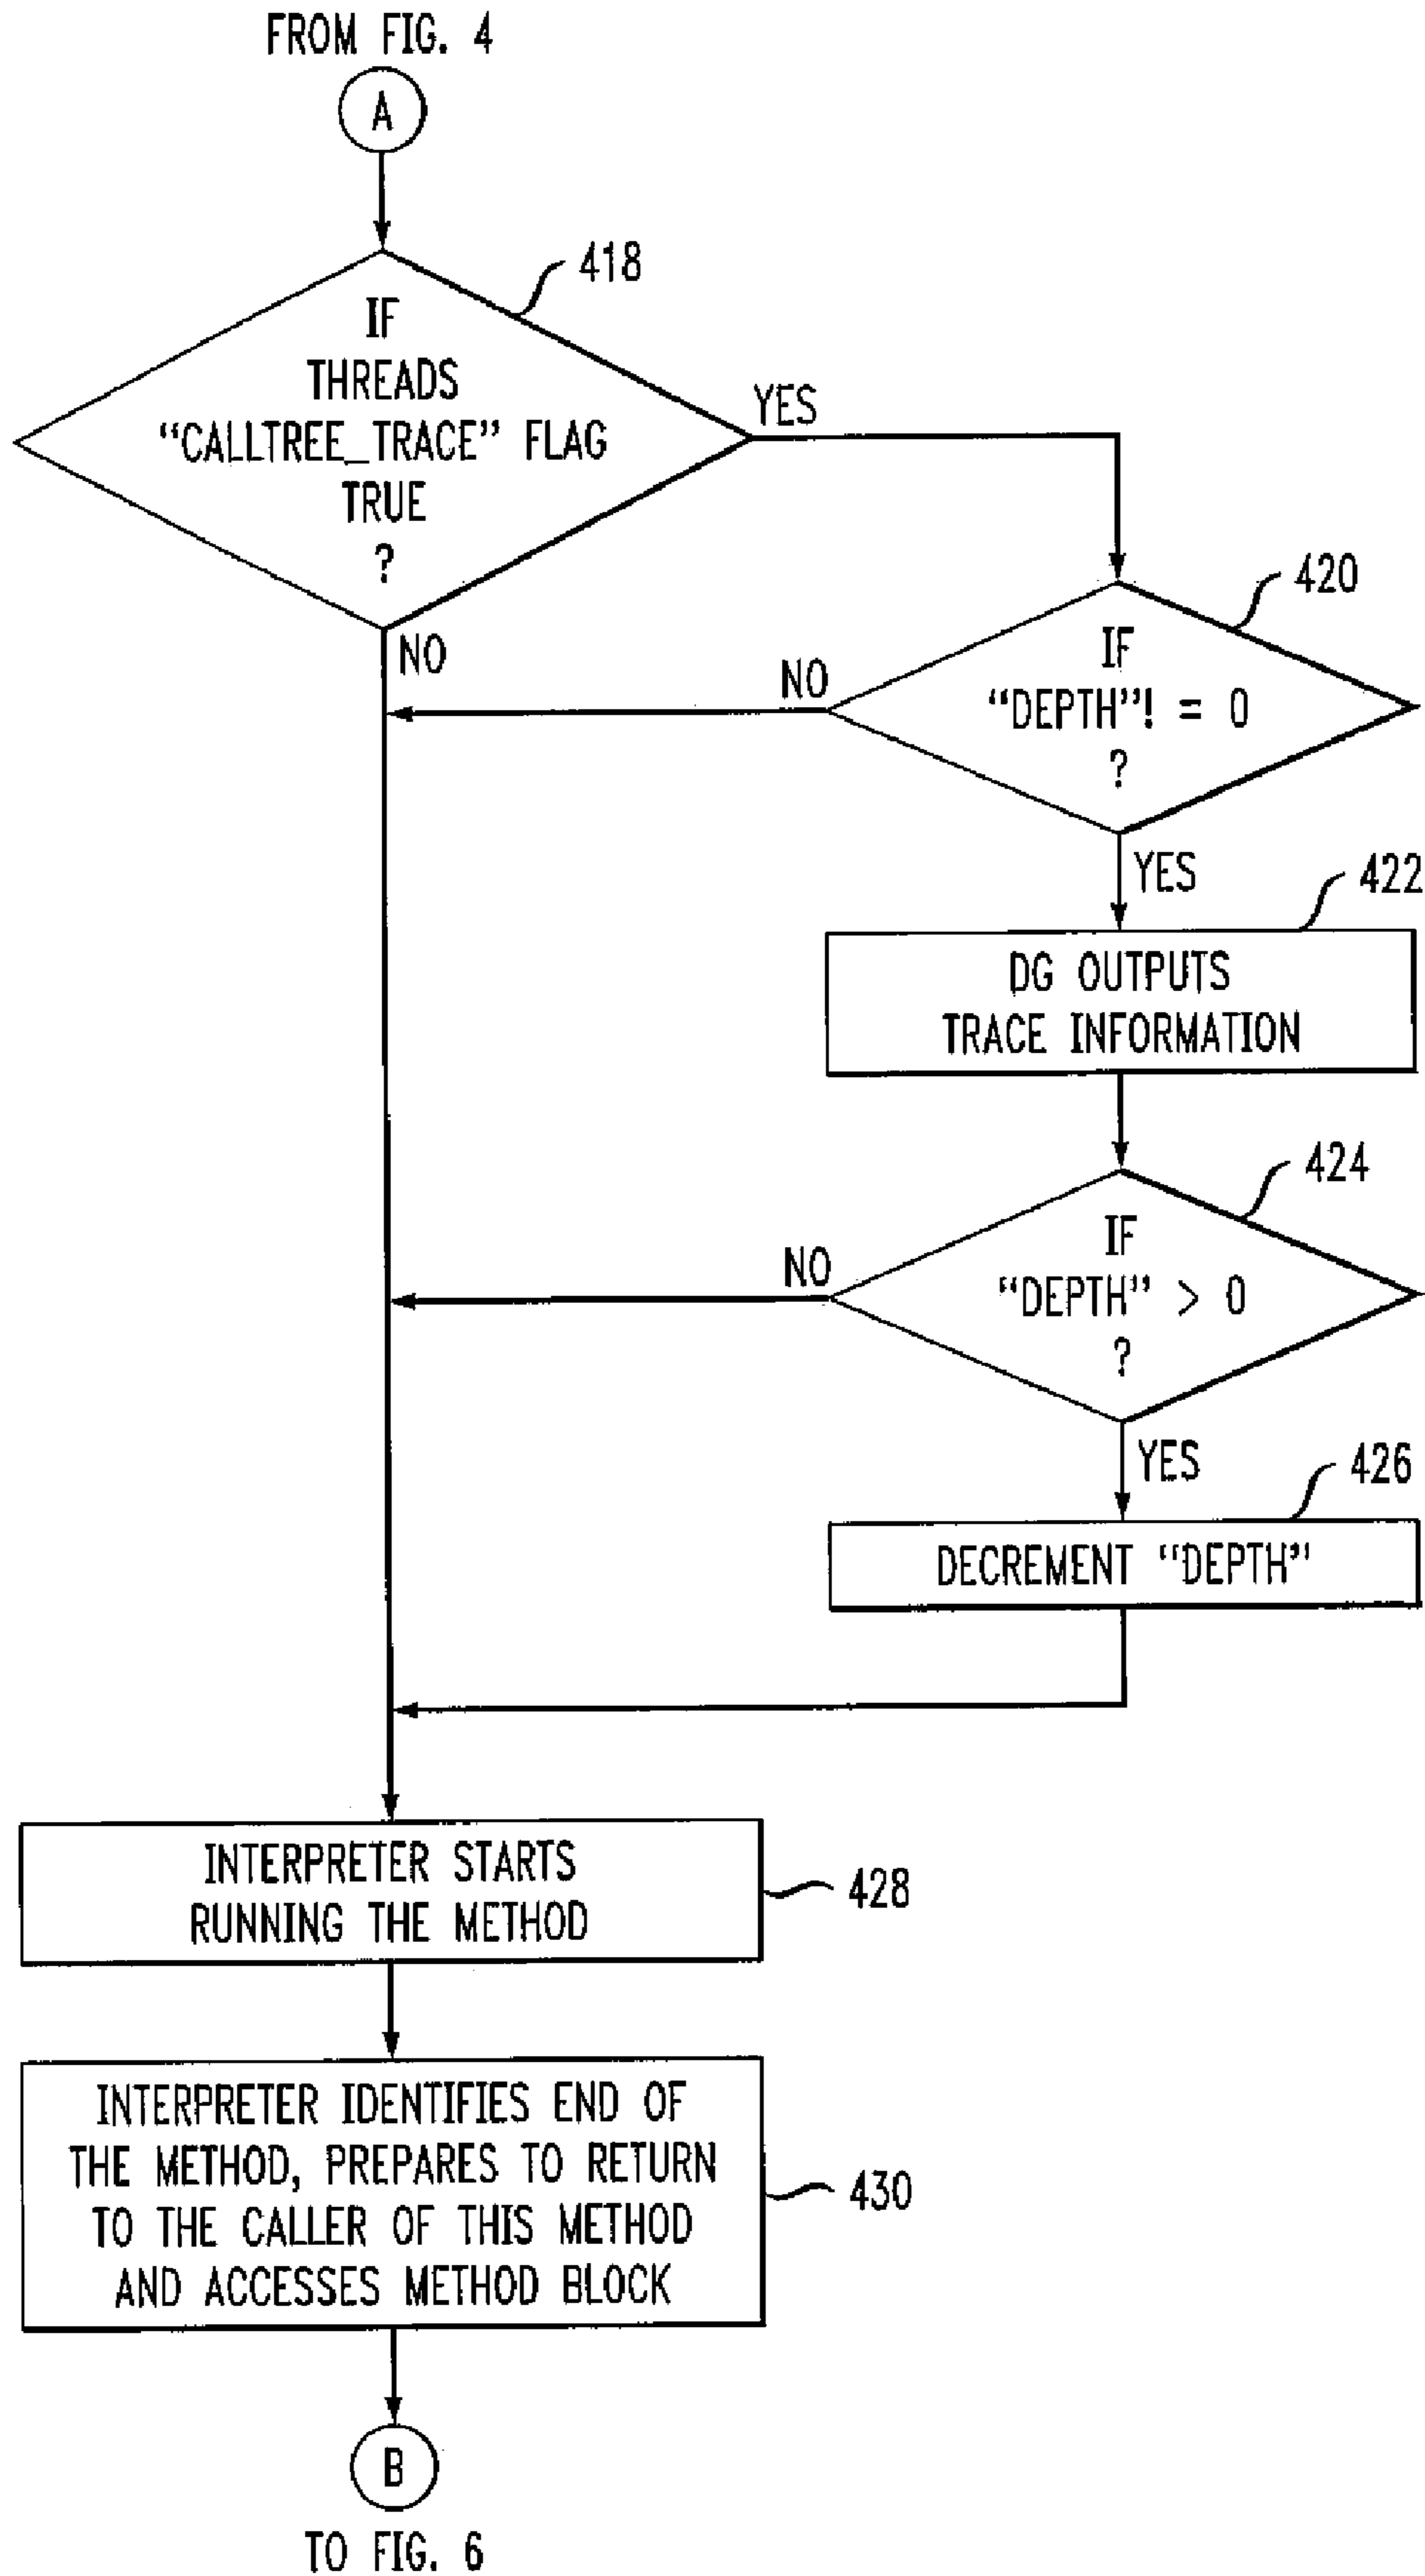 FROM FIG. 4
A
418
IF
THREADS
“CALLTREE_TRACE” FLAG
TRUE
?
YES
NO
420
IF
“DEPTH”! = 0
?
NO
YES
422
DG OUTPUTS
TRACE INFORMATION
424
IF
“DEPTH” > 0
?
NO
YES
426
DECREMENT “DEPTH”
INTERPRETER STARTS
RUNNING THE METHOD
428
INTERPRETER IDENTIFIES END OF
THE METHOD, PREPARES TO RETURN
TO THE CALLER OF THIS METHOD
AND ACCESSES METHOD BLOCK
430
B
TO FIG. 6